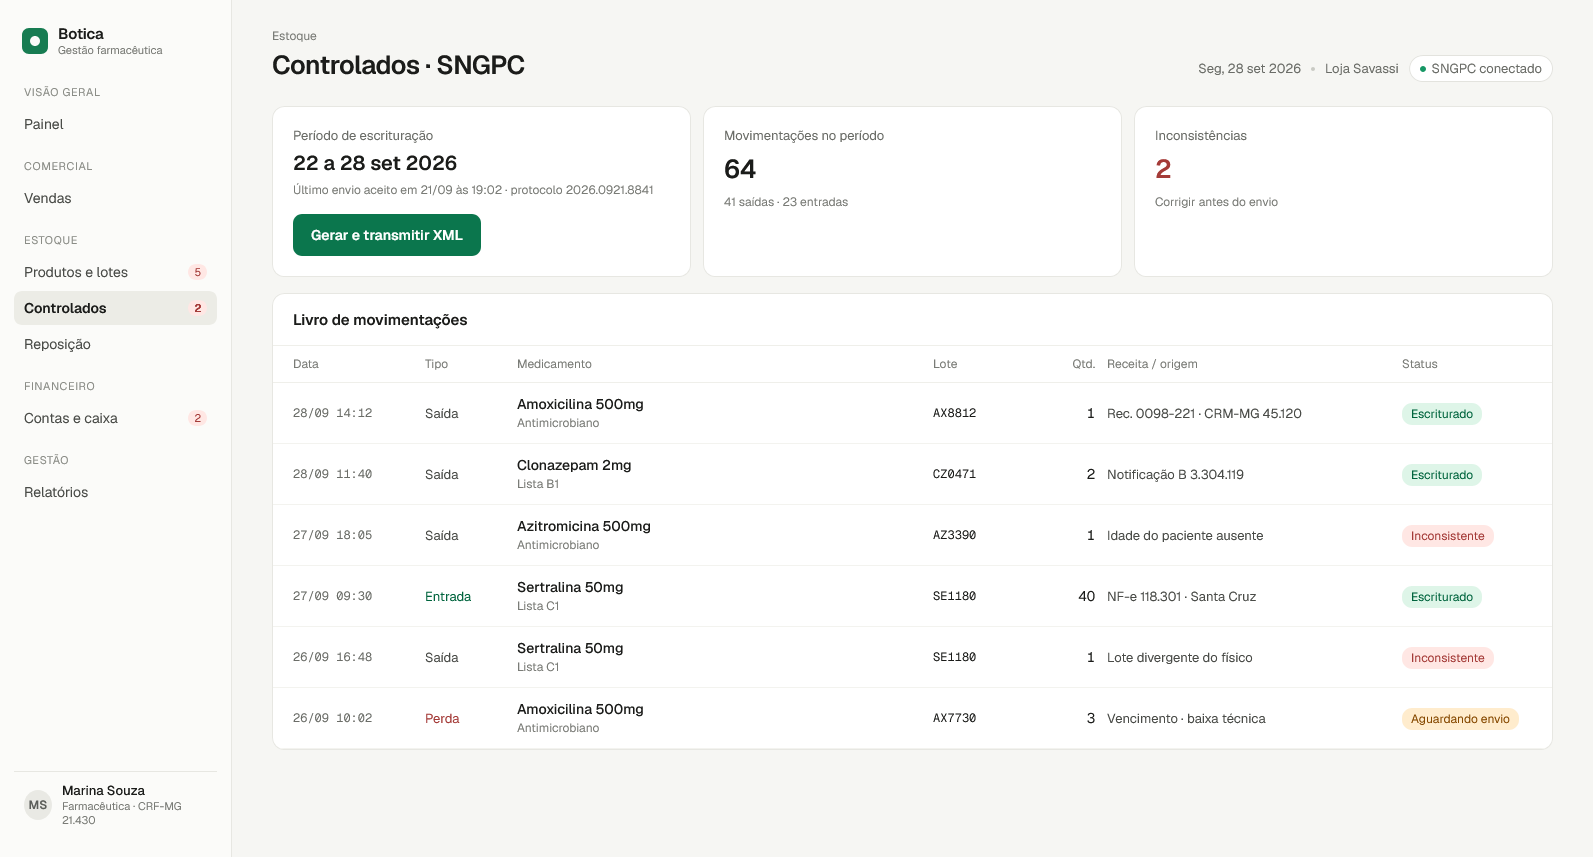 Botica
Gestão farmacêutica
VISÃO GERAL
Painel
COMERCIAL
Vendas
ESTOQUE
Produtos e lotes 5
Controlados 2
Reposição
FINANCEIRO
Contas e caixa 2
GESTÃO
Relatórios
MS
Marina Souza
Farmacêutica · CRF-MG
21.430
Estoque
Controlados · SNGPC
Seg, 28 set 2026 • Loja Savassi • SNGPC conectado
Período de escrituração
22 a 28 set 2026
Último envio aceito em 21/09 às 19:02 · protocolo 2026.0921.8841
Gerar e transmitir XML
Movimentações no período
64
41 saídas · 23 entradas
Inconsistências
2
Corrigir antes do envio
Livro de movimentações
Data Tipo Medicamento Lote Qtd. Receita / origem Status
28/09 14:12 Saída Amoxicilina 500mg AX8812 1 Rec. 0098-221 · CRM-MG 45.120 Escriturado
Antimicrobiano
28/09 11:40 Saída Clonazepam 2mg CZ0471 2 Notificação B 3.304.119 Escriturado
Lista B1
27/09 18:05 Saída Azitromicina 500mg AZ3390 1 Idade do paciente ausente Inconsistente
Antimicrobiano
27/09 09:30 Entrada Sertralina 50mg SE1180 40 NF-e 118.301 · Santa Cruz Escriturado
Lista C1
26/09 16:48 Saída Sertralina 50mg SE1180 1 Lote divergente do físico Inconsistente
Lista C1
26/09 10:02 Perda Amoxicilina 500mg AX7730 3 Vencimento · baixa técnica Aguardando envio
Antimicrobiano